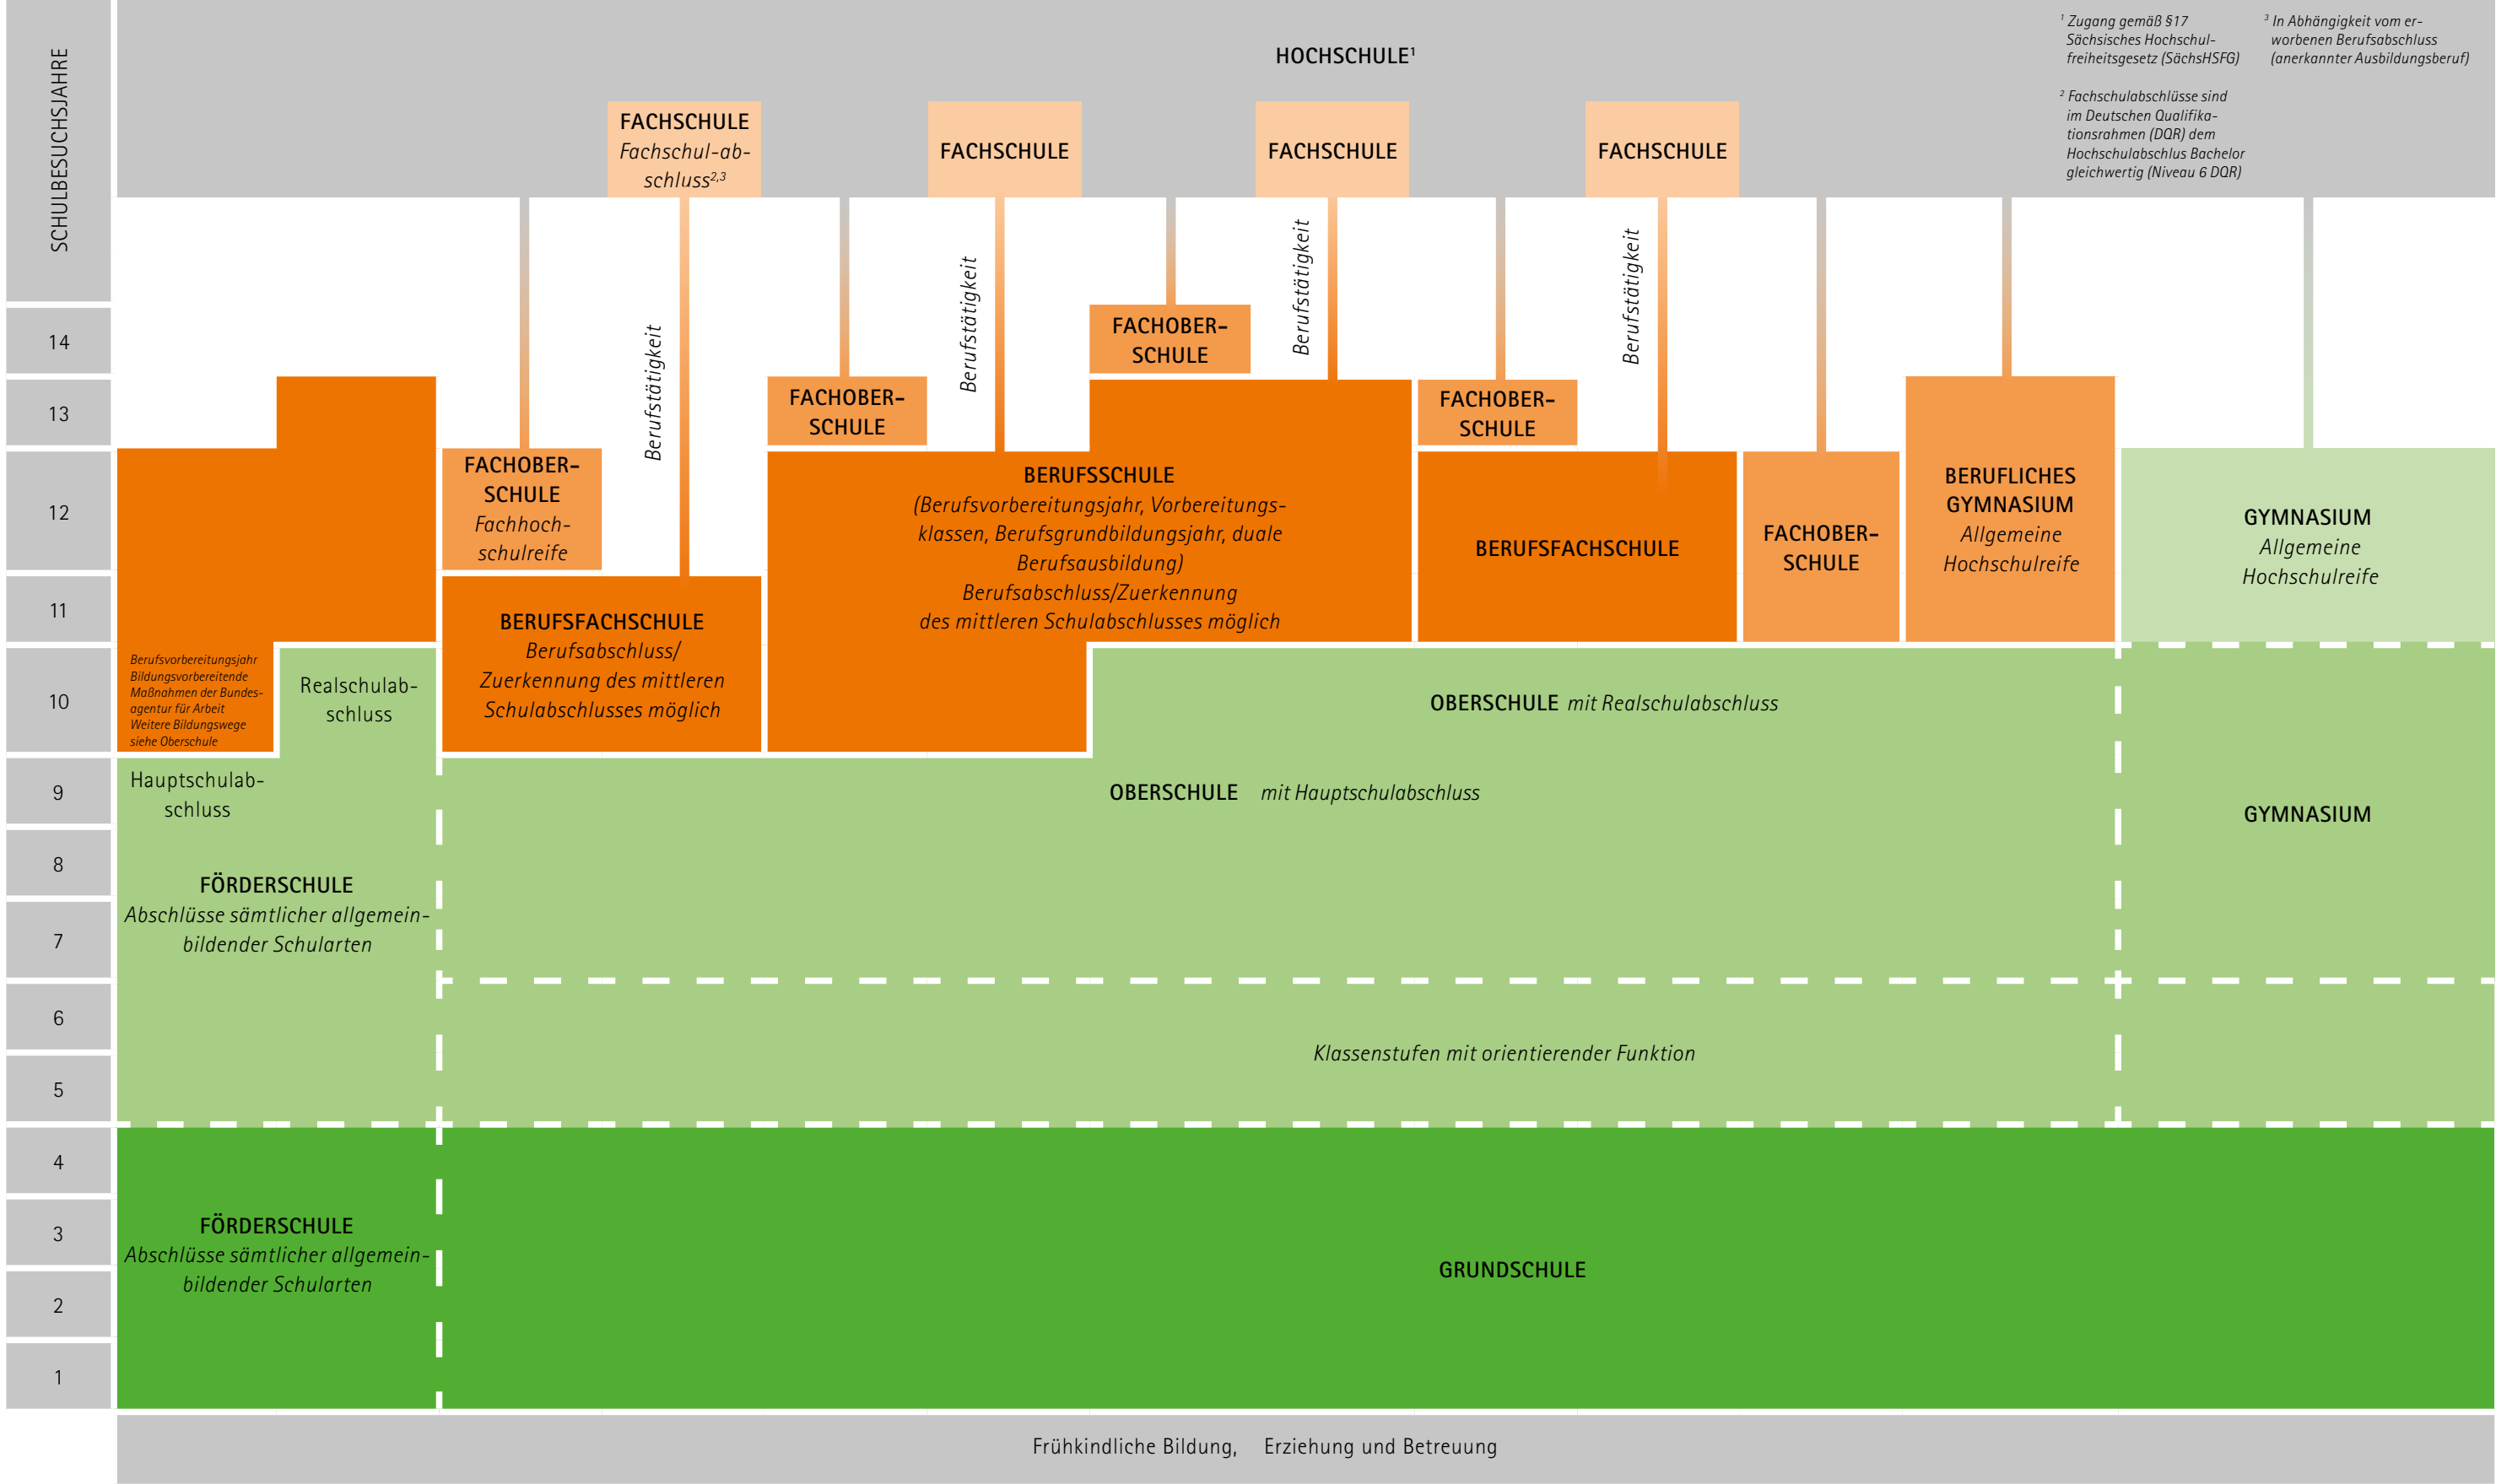 SCHULBESUCHSJAHRE
HOCHSCHULE¹
¹ Zugang gemäß §17
Sächsisches Hochschul-
freiheitsgesetz (SächsHSFG)
² Fachschulabschlüsse sind
im Deutschen Qualifika-
tionsrahmen (DQR) dem
Hochschulabschlus Bachelor
gleichwertig (Niveau 6 DQR)
³ In Abhängigkeit vom er-
worbenen Berufsabschluss
(anerkannter Ausbildungsberuf)
FACHSCHULE
Fachschul-ab-
schluss²,³
FACHSCHULE
FACHSCHULE
FACHSCHULE
Berufstätigkeit
Berufstätigkeit
Berufstätigkeit
Berufstätigkeit
14
FACHOBER-
SCHULE
13
FACHOBER-
SCHULE
FACHOBER-
SCHULE
12
FACHOBER-
SCHULE
Fachhoch-
schulreife
BERUFSSCHULE
(Berufsvorbereitungsjahr, Vorbereitungs-
klassen, Berufsgrundbildungsjahr, duale
Berufsausbildung)
Berufsabschluss/Zuerkennung
des mittleren Schulabschlusses möglich
BERUFSFACHSCHULE
FACHOBER-
SCHULE
BERUFLICHES
GYMNASIUM
Allgemeine
Hochschulreife
GYMNASIUM
Allgemeine
Hochschulreife
11
BERUFSFACHSCHULE
Berufsabschluss/
Zuerkennung des mittleren
Schulabschlusses möglich
10
Berufsvorbereitungsjahr
Bildungsvorbereitende
Maßnahmen der Bundes-
agentur für Arbeit
Weitere Bildungswege
siehe Oberschule
Realschulab-
schluss
OBERSCHULE mit Realschulabschluss
9
Hauptschulab-
schluss
OBERSCHULE mit Hauptschulabschluss
GYMNASIUM
8
FÖRDERSCHULE
Abschlüsse sämtlicher allgemein-
bildender Schularten
7
6
Klassenstufen mit orientierender Funktion
5
4
3
FÖRDERSCHULE
Abschlüsse sämtlicher allgemein-
bildender Schularten
GRUNDSCHULE
2
1
Frühkindliche Bildung, Erziehung und Betreuung